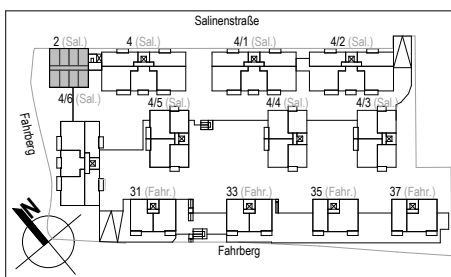 Salinenstraße
2 (Sal.)
4 (Sal.)
4/1 (Sal.)
4/2 (Sal.)
4/6 (Sal.)
4/5 (Sal.)
4/4 (Sal.)
4/3 (Sal.)
Fahrberg
31 (Fahr.)
33 (Fahr.)
35 (Fahr.)
37 (Fahr.)
N
Fahrberg